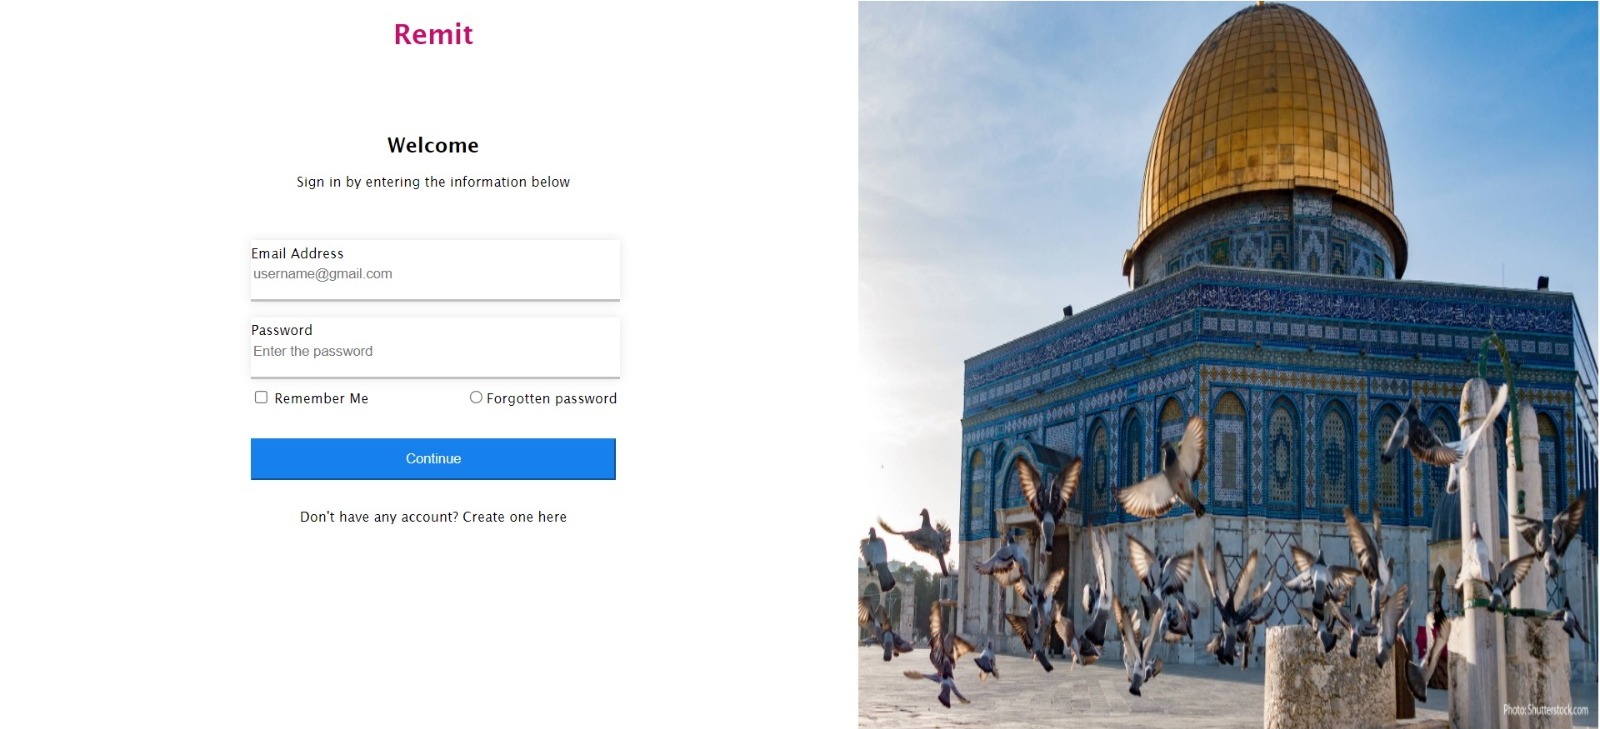 Remit
Welcome
Sign in by entering the information below
Email Address
username@gmail.com
Password
Enter the password
Remember Me
Forgotten password
Continue
Don't have any account? Create one here
Photo: Shutterstock.com